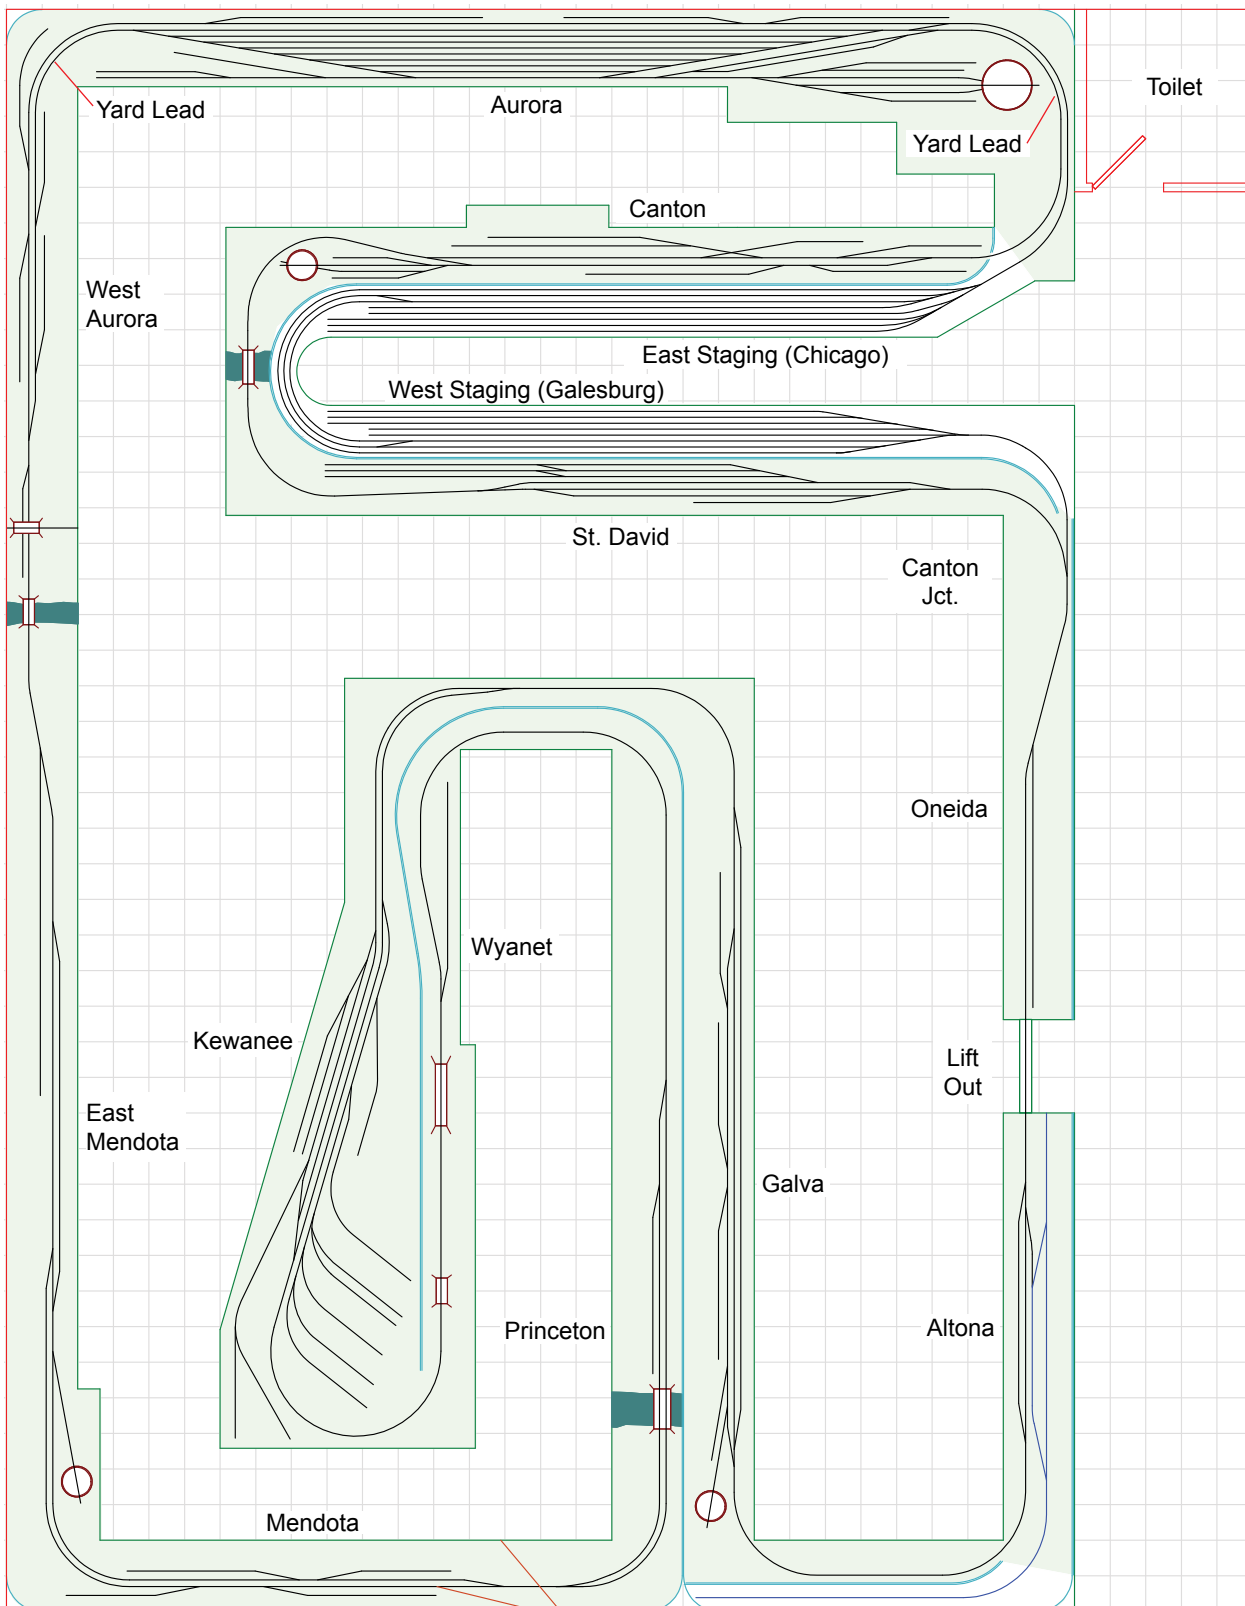 Toilet
Yard Lead
Aurora
Yard Lead
Canton
West
Aurora
East Staging (Chicago)
West Staging (Galesburg)
St. David
Canton
Jct.
Oneida
Wyanet
Kewanee
Lift
Out
East
Mendota
Galva
Princeton
Altona
Mendota